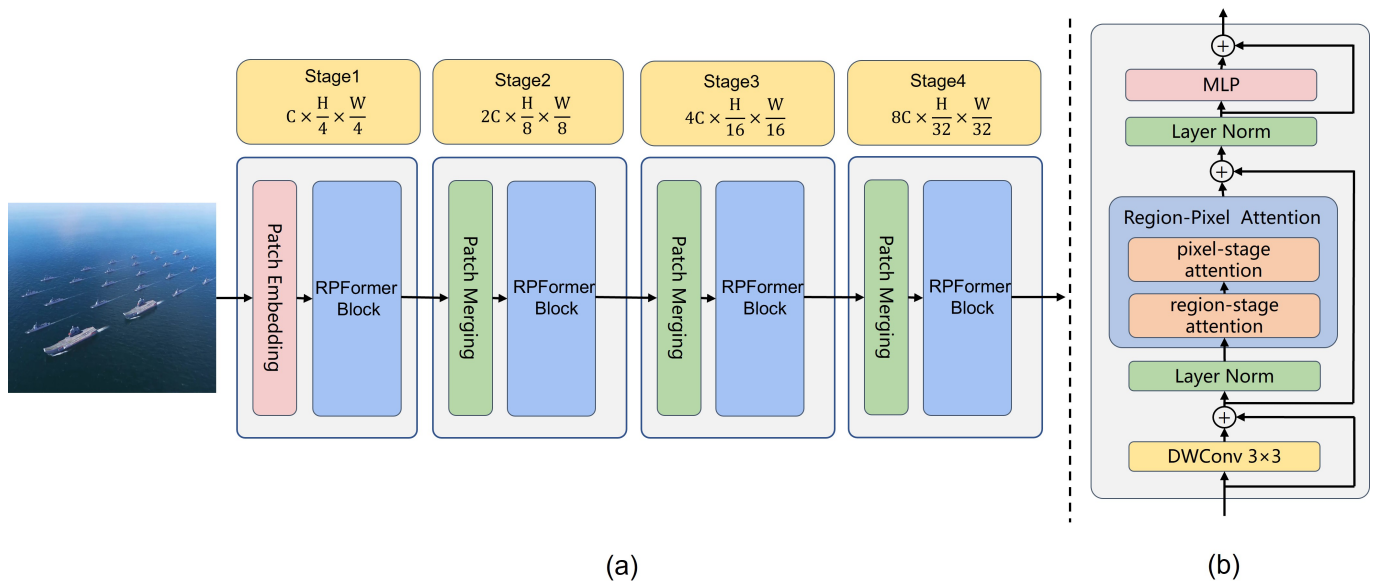 Stage1
C × H/4 × W/4
Stage2
2C × H/8 × W/8
Stage3
4C × H/16 × W/16
Stage4
8C × H/32 × W/32
Patch Embedding
RPFormer
Block
Patch Merging
RPFormer
Block
Patch Merging
RPFormer
Block
Patch Merging
RPFormer
Block
(a)
+
MLP
Layer Norm
+
Region-Pixel Attention
pixel-stage
attention
region-stage
attention
Layer Norm
+
DWConv 3×3
(b)